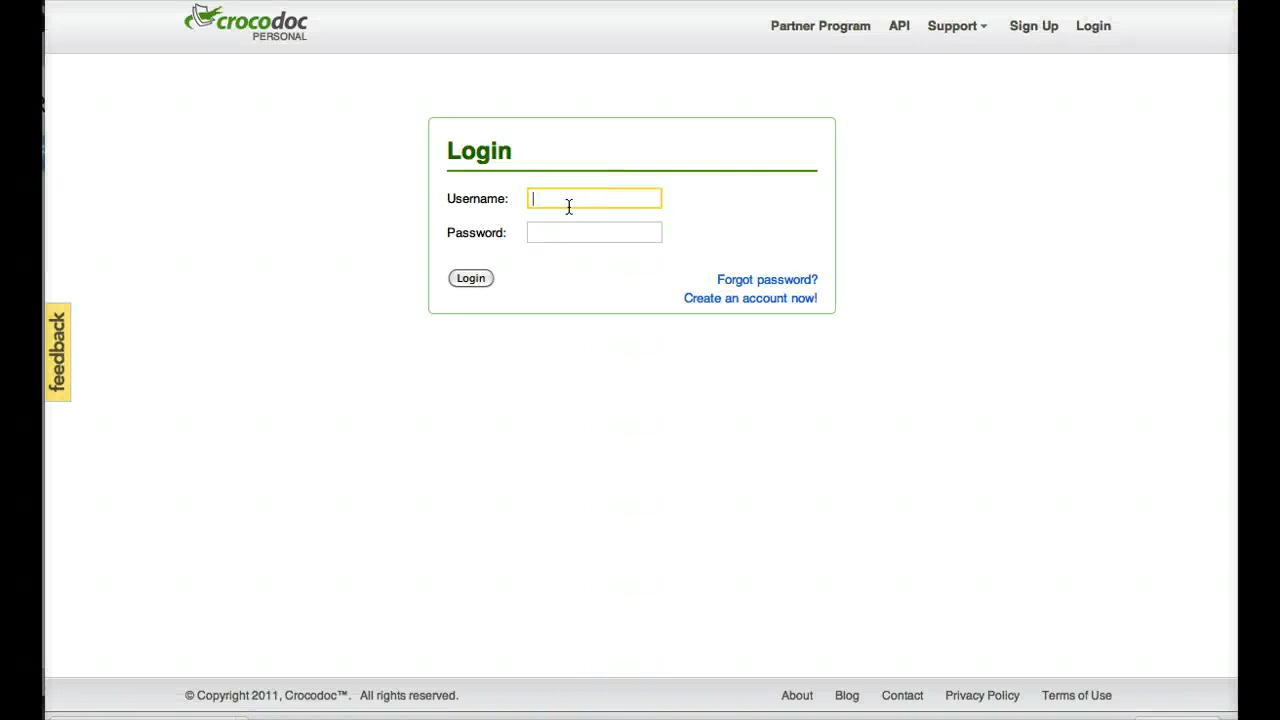 crocodoc
PERSONAL
Partner Program API Support Sign Up Login
Login
Username:
Password:
Login
Forgot password?
Create an account now!
feedback
© Copyright 2011, Crocodoc™. All rights reserved.
About Blog Contact Privacy Policy Terms of Use